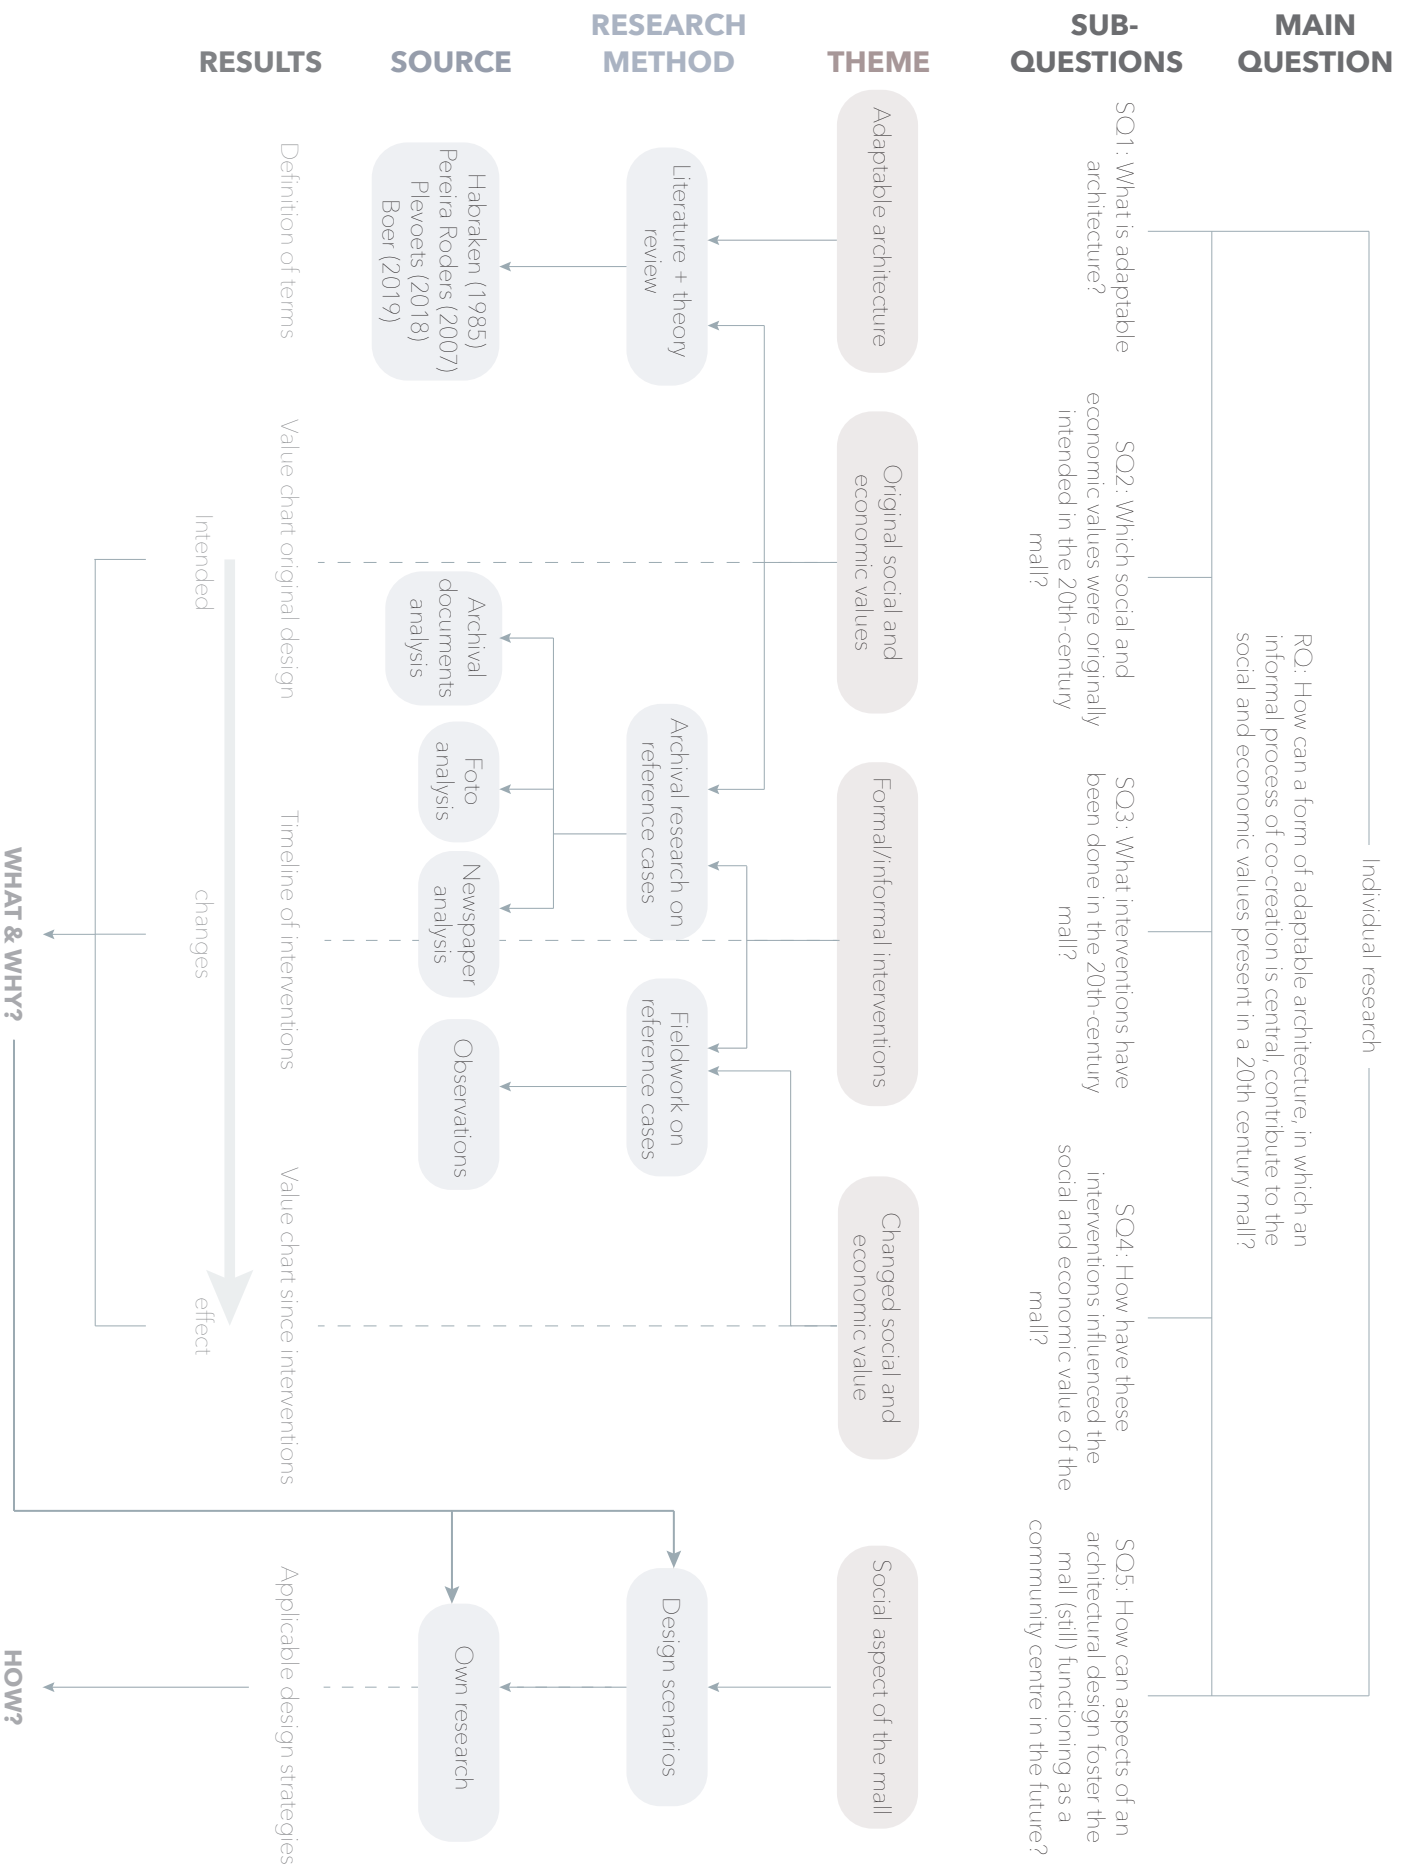 MAIN
QUESTION
Individual research
RQ: How can a form of adaptable architecture, in which an
informal process of co-creation is central, contribute to the
social and economic values present in a 20th century mall?
SUB-
QUESTIONS
SQ1: What is adaptable
architecture?
SQ2: Which social and
economic values were originally
intended in the 20th-century
mall?
SQ3: What interventions have
been done in the 20th-century
mall?
SQ4: How have these
interventions influenced the
social and economic value of the
mall?
SQ5: How can aspects of an
architectural design foster the
mall (still) functioning as a
community centre in the future?
THEME
Adaptable architecture
Original social and
economic values
Formal/informal interventions
Changed social and
economic value
Social aspect of the mall
RESEARCH
METHOD
Literature + theory
review
Archival research on
reference cases
Fieldwork on
reference cases
Design scenarios
SOURCE
Habraken (1985)
Pereira Roders (2007)
Plevoets (2018)
Boer (2019)
Archival
documents
analysis
Foto
analysis
Newspaper
analysis
Observations
Own research
RESULTS
Definition of terms
Value chart original design
Timeline of interventions
Value chart since interventions
Applicable design strategies
Intended
changes
effect
WHAT & WHY?
HOW?